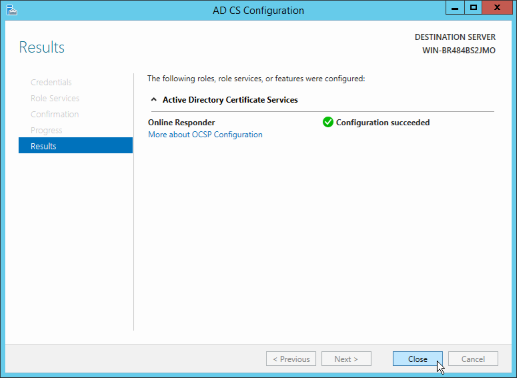 AD CS Configuration
Results
DESTINATION SERVER
WIN-BR484BS2JMO
Credentials
Role Services
Confirmation
Progress
Results
The following roles, role services, or features were configured:
Active Directory Certificate Services
Online Responder
Configuration succeeded
More about OCSP Configuration
< Previous
Next >
Close
Cancel